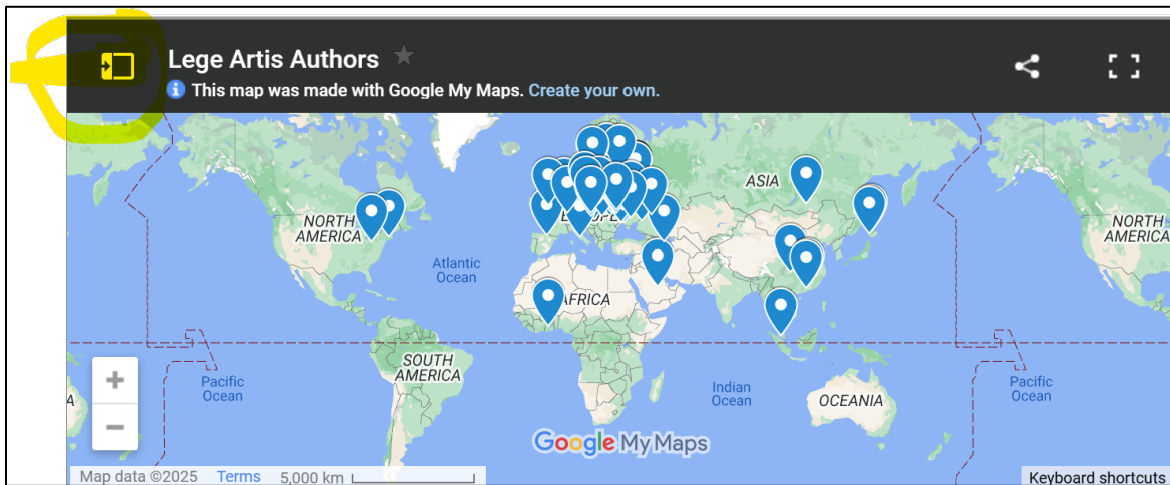 Lege Artis Authors
This map was made with Google My Maps. Create your own.
ASIA
NORTH
AMERICA
NORTH
AMERICA
Atlantic
Ocean
AFRICA
SOUTH
AMERICA
Pacific
Ocean
Indian
Ocean
OCEANIA
Pacific
Ocean
Google My Maps
Map data ©2025 Terms 5,000 km
Keyboard shortcuts